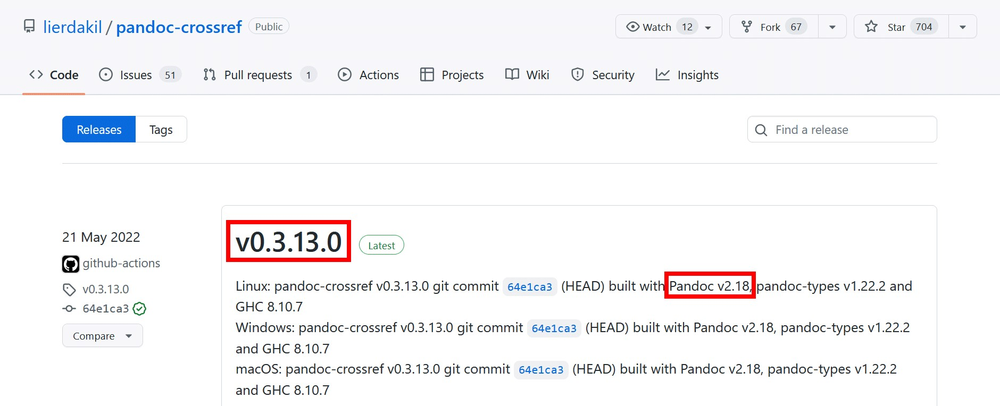 lierdakil / pandoc-crossref Public
Watch 12 Fork 67 Star 704
Code Issues 51 Pull requests 1 Actions Projects Wiki Security Insights
Releases Tags
Find a release
21 May 2022
github-actions
v0.3.13.0
64e1ca3
Compare
v0.3.13.0 Latest
Linux: pandoc-crossref v0.3.13.0 git commit 64e1ca3 (HEAD) built with Pandoc v2.18, pandoc-types v1.22.2 and
GHC 8.10.7
Windows: pandoc-crossref v0.3.13.0 git commit 64e1ca3 (HEAD) built with Pandoc v2.18, pandoc-types v1.22.2
and GHC 8.10.7
macOS: pandoc-crossref v0.3.13.0 git commit 64e1ca3 (HEAD) built with Pandoc v2.18, pandoc-types v1.22.2
and GHC 8.10.7